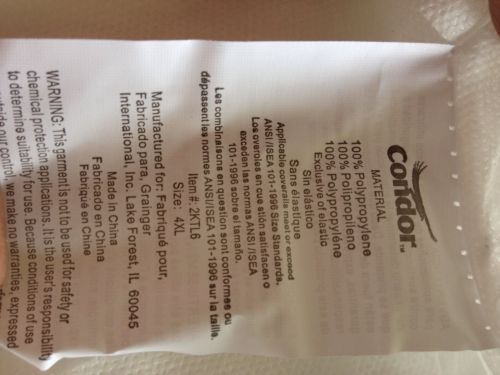 Condor™
MATERIAL
100% Polypropylene
100% Polipropileno
100% Polypropylène
Exclusive of elastic
Sin elástico
Sans élastique
Applicable coveralls meet or exceed
ANSI/ISEA 101-1996 Size Standards.
Los overoles en cuestión satisfacen o
exceden las normas ANSI/ISEA
101-1996 sobre el tamaño.
Les combinaisons en question sont conformes ou
dépassent les normes ANSI/ISEA 101-1996 sur la taille.
Item #: 2KTL6
Size: 4XL
Manufactured for: Fabriqué pour,
Fabricado para, Grainger
International, Inc. Lake Forest, IL 60045
Made in China
Fabricado en China
Fabriqué en Chine
WARNING: This garment is not to be used for safety or
chemical protection applications. It is the user's responsibility
to determine suitability for use. Because conditions of use
outside our control, we make no warranties, expressed